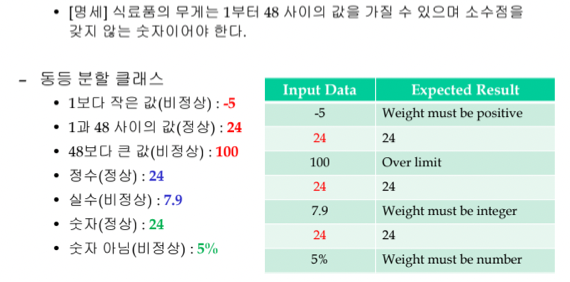 • [명세] 식료품의 무게는 1부터 48 사이의 값을 가질 수 있으며 소수점을
갖지 않는 숫자이어야 한다.
– 동등 분할 클래스
• 1보다 작은 값(비정상) : -5
• 1과 48 사이의 값(정상) : 24
• 48보다 큰 값(비정상) : 100
• 정수(정상) : 24
• 실수(비정상) : 7.9
• 숫자(정상) : 24
• 숫자 아님(비정상) : 5%
Input Data Expected Result
-5 Weight must be positive
24 24
100 Over limit
24 24
7.9 Weight must be integer
24 24
5% Weight must be number